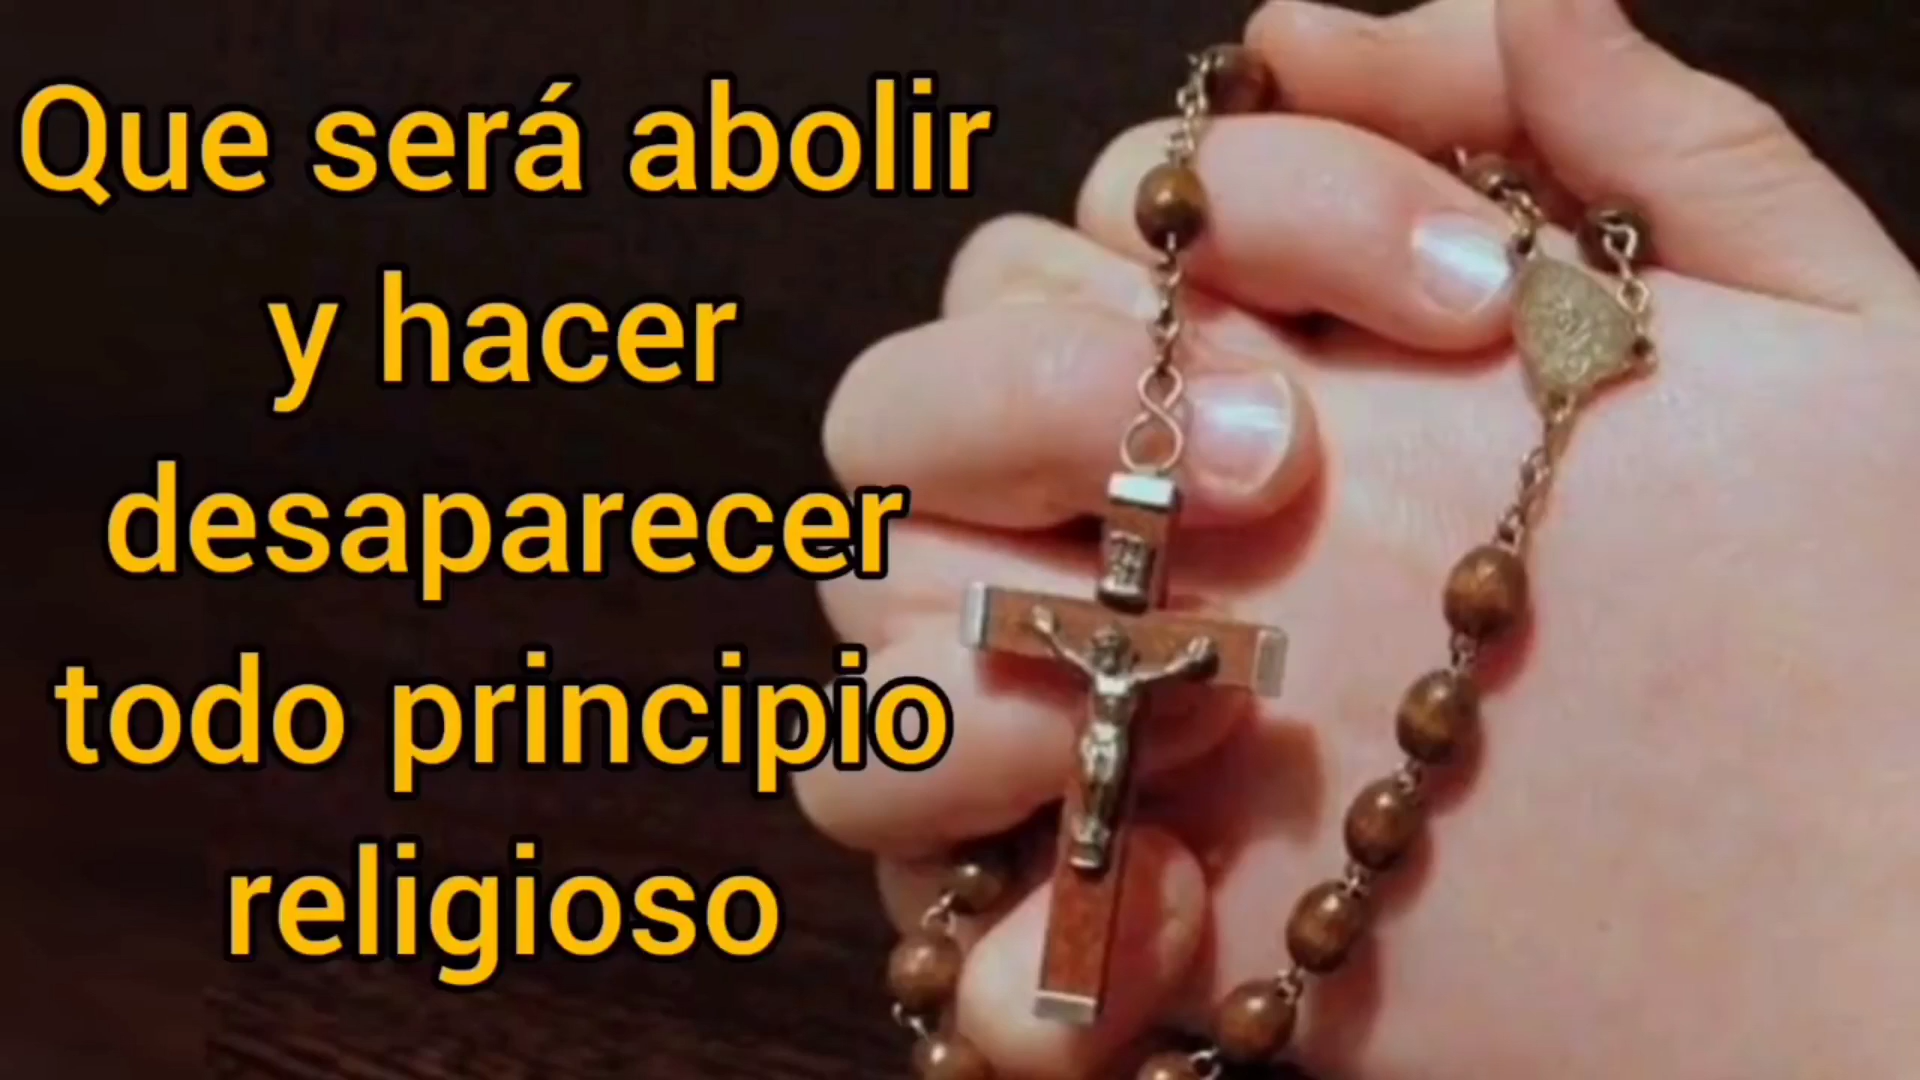 Que será abolir
y hacer
desaparecer
todo principio
religioso